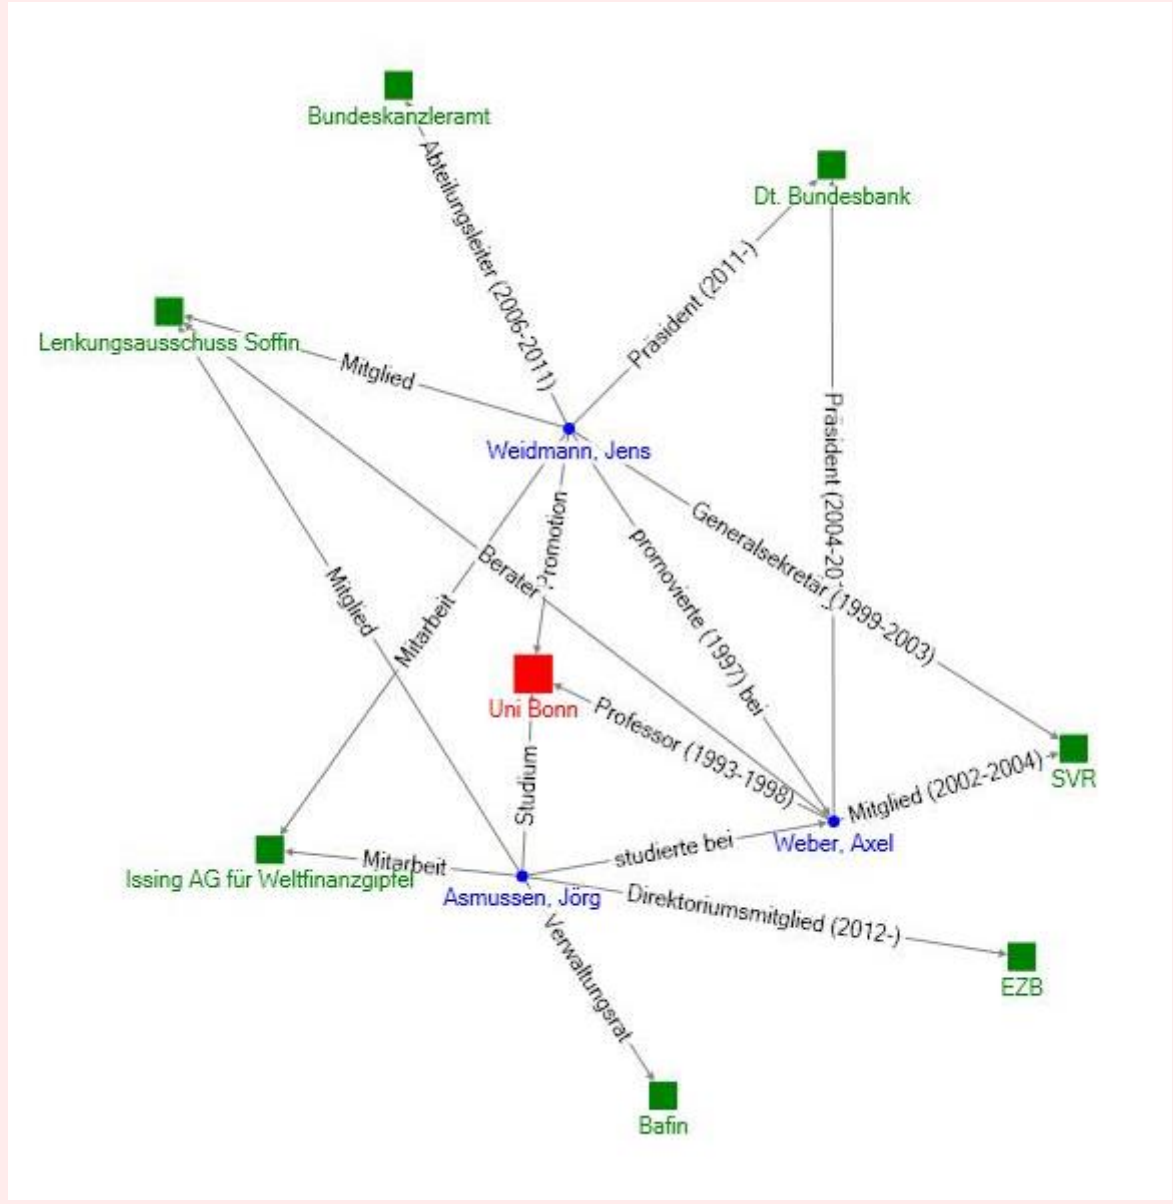 Bundeskanzleramt
Abteilungsleiter (2006-2011)
Dt. Bundesbank
Präsident (2011-)
Lenkungsausschuss Soffin
Mitglied
Weidmann, Jens
Präsident (2004-20
Generalsekretär (1999-2003)
promovierte (1997) bei
Promotion
Berater
Mitglied
Mitarbeit
Uni Bonn
Professor (1993-1998)
Studium
SVR
Mitglied (2002-2004)
Weber, Axel
studierte bei
Mitarbeit
Issing AG für Weltfinanzgipfel
Asmussen, Jörg
Direktoriumsmitglied (2012-)
Verwaltungsrat
EZB
Bafin